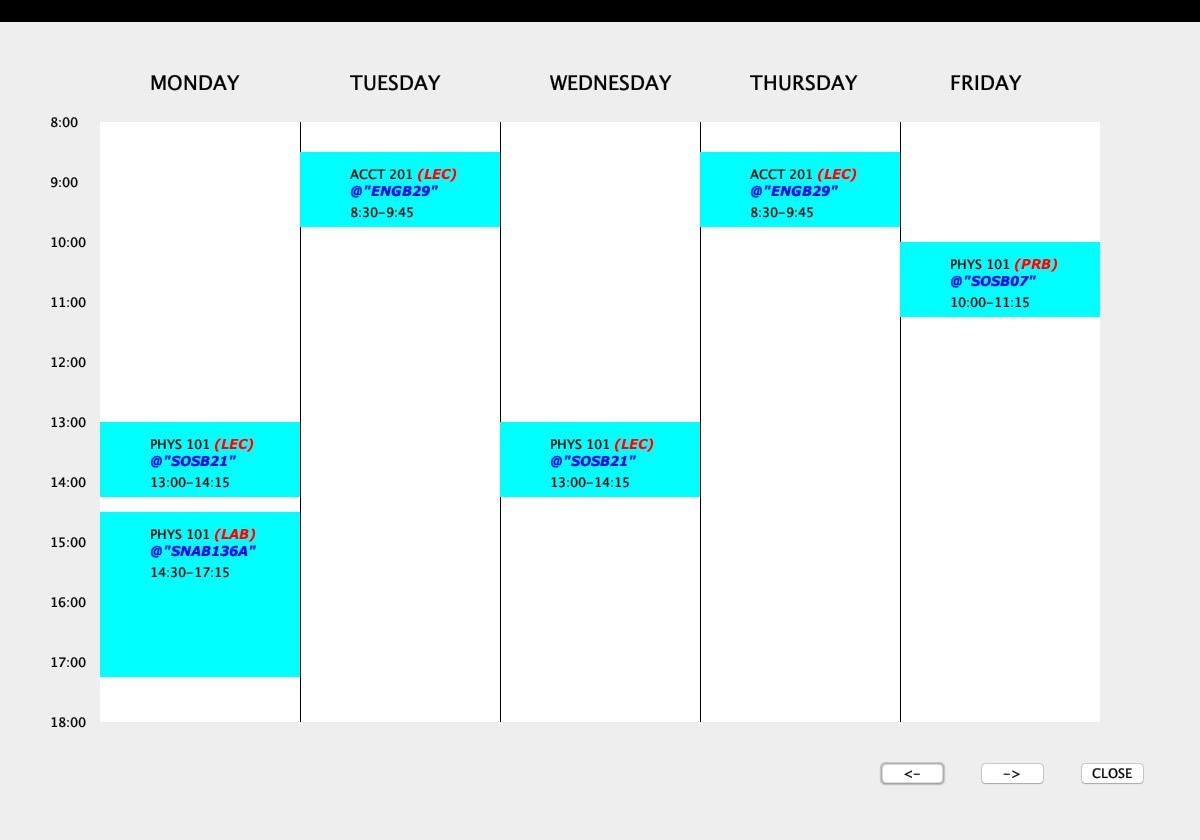 MONDAY TUESDAY WEDNESDAY THURSDAY FRIDAY
8:00
ACCT 201 (LEC)
@"ENGB29"
8:30-9:45
ACCT 201 (LEC)
@"ENGB29"
8:30-9:45
9:00
10:00
PHYS 101 (PRB)
@"SOSB07"
10:00-11:15
11:00
12:00
13:00
PHYS 101 (LEC)
@"SOSB21"
13:00-14:15
PHYS 101 (LEC)
@"SOSB21"
13:00-14:15
14:00
PHYS 101 (LAB)
@"SNAB136A"
14:30-17:15
15:00
16:00
17:00
18:00
<- -> CLOSE